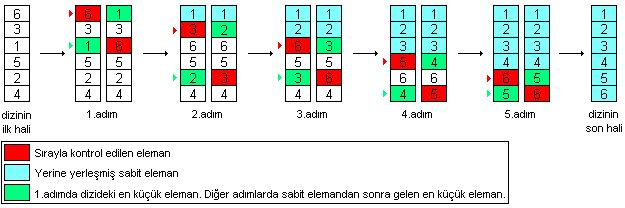 6 6 1 1 1 1 1 1 1 1 1 1
3 3 3 3 2 2 2 2 2 2 2 2
1 1 6 6 6 6 3 3 3 3 3 3
5 5 5 5 5 5 5 5 4 4 4 4
2 2 2 2 3 3 6 6 6 6 5 5
4 4 4 4 4 4 4 4 5 5 6 6
dizinin ilk hali
1.adım
2.adım
3.adım
4.adım
5.adım
dizinin son hali
Sırayla kontrol edilen eleman
Yerine yerleşmiş sabit eleman
1.adımda dizideki en küçük eleman. Diğer adımlarda sabit elemandan sonra gelen en küçük eleman.